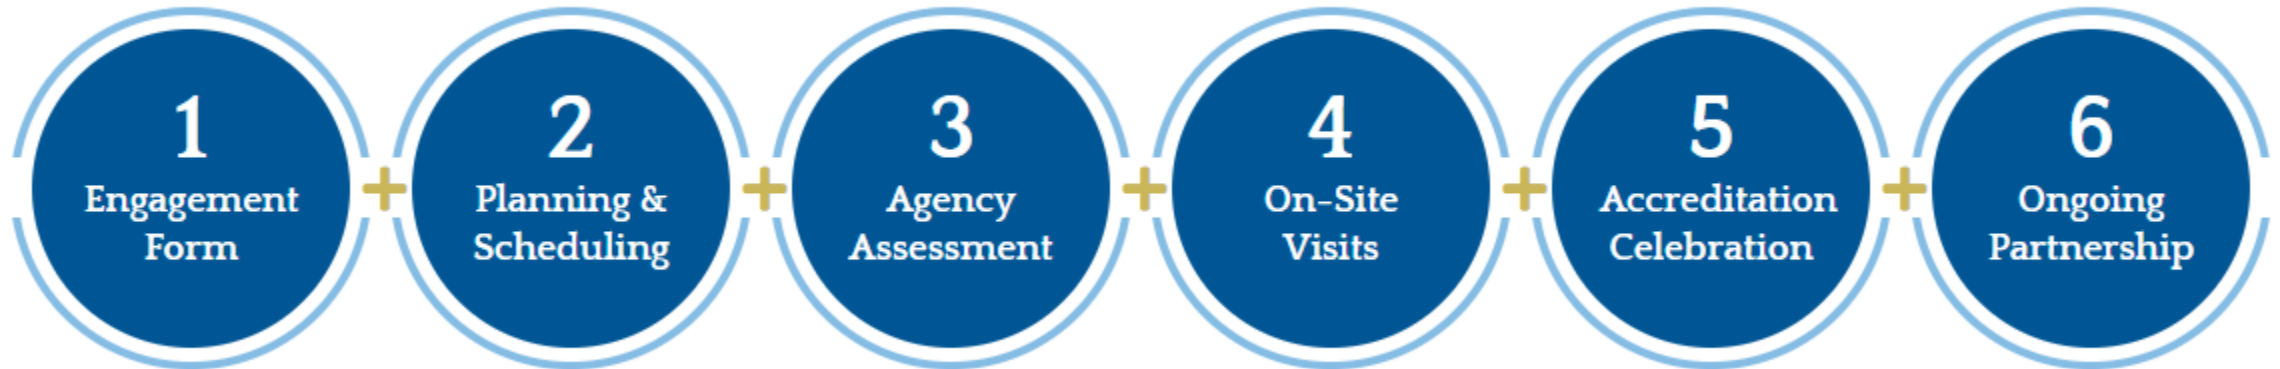 1
Engagement
Form
2
Planning &
Scheduling
3
Agency
Assessment
4
On-Site
Visits
5
Accreditation
Celebration
6
Ongoing
Partnership